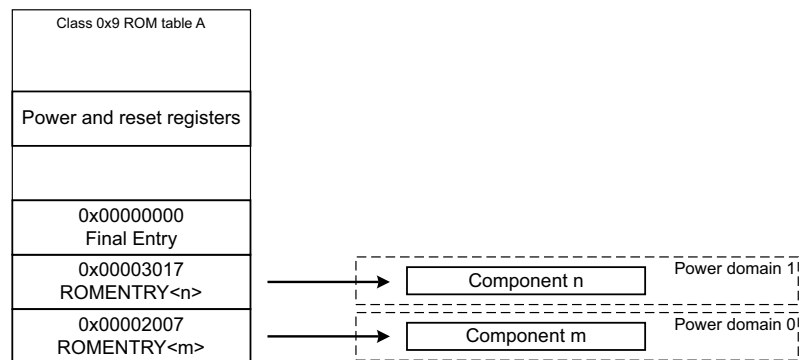 Class 0x9 ROM table A
Power and reset registers
0x00000000
Final Entry
0x00003017
ROMENTRY<n>
Component n
Power domain 1
0x00002007
ROMENTRY<m>
Component m
Power domain 0